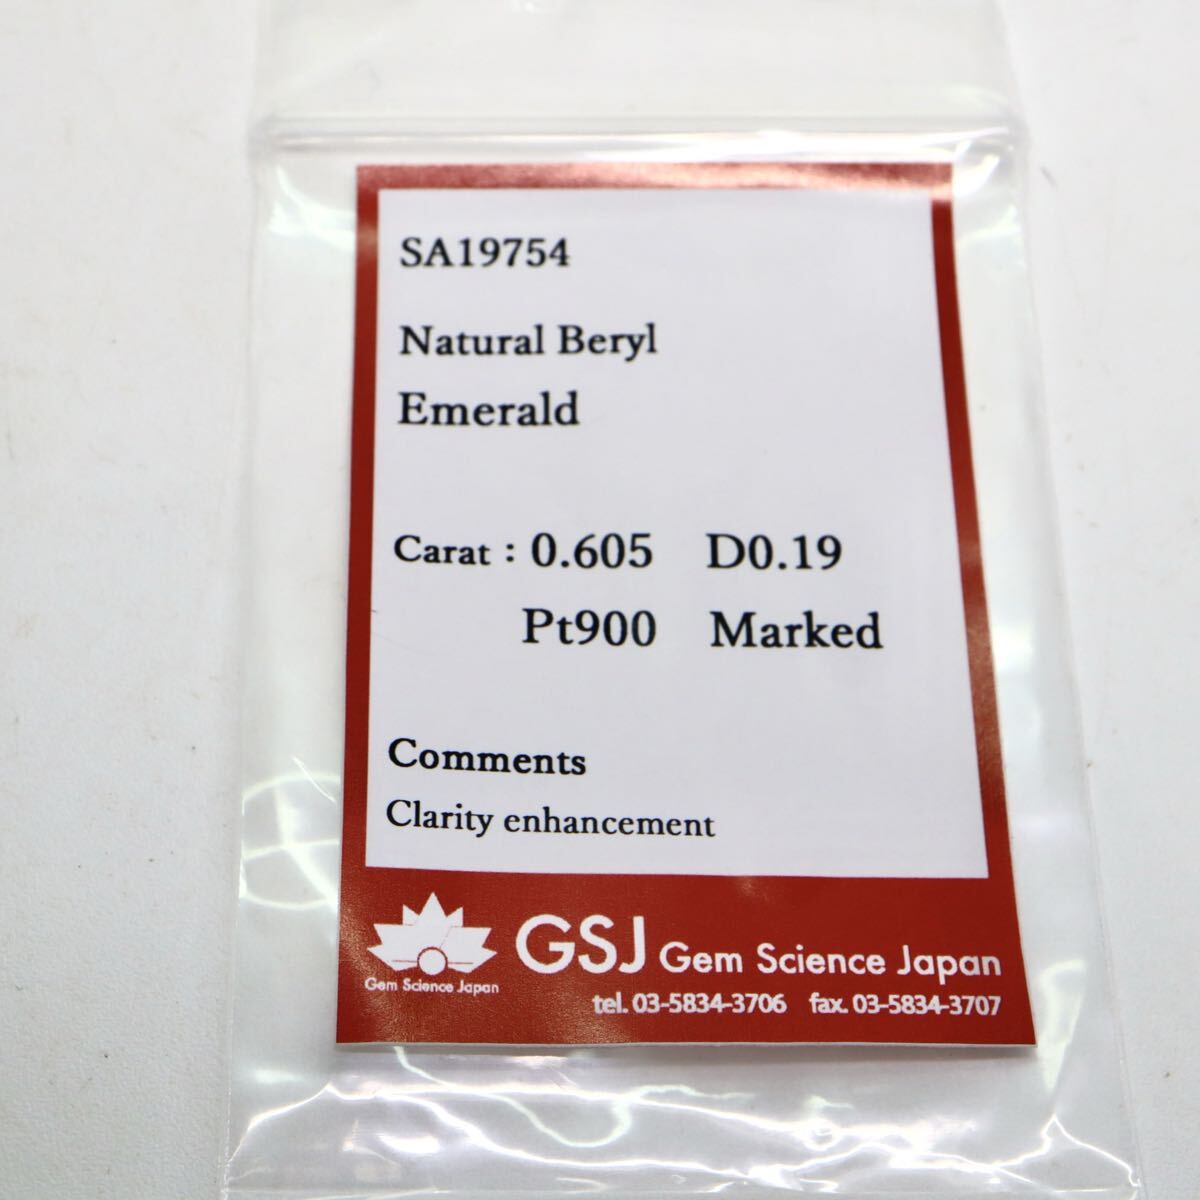 SA19754
Natural Beryl
Emerald
Carat : 0.605 D0.19
Pt900 Marked
Comments
Clarity enhancement
Gem Science Japan
GSJ Gem Science Japan
tel. 03-5834-3706 fax. 03-5834-3707